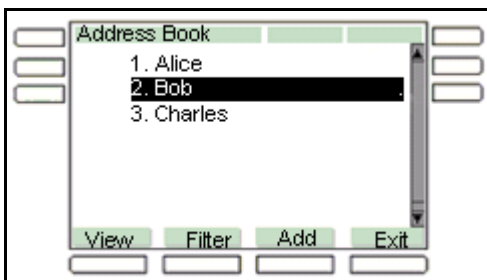 Address Book
1. Alice
2. Bob .
3. Charles
View Filter Add Exit